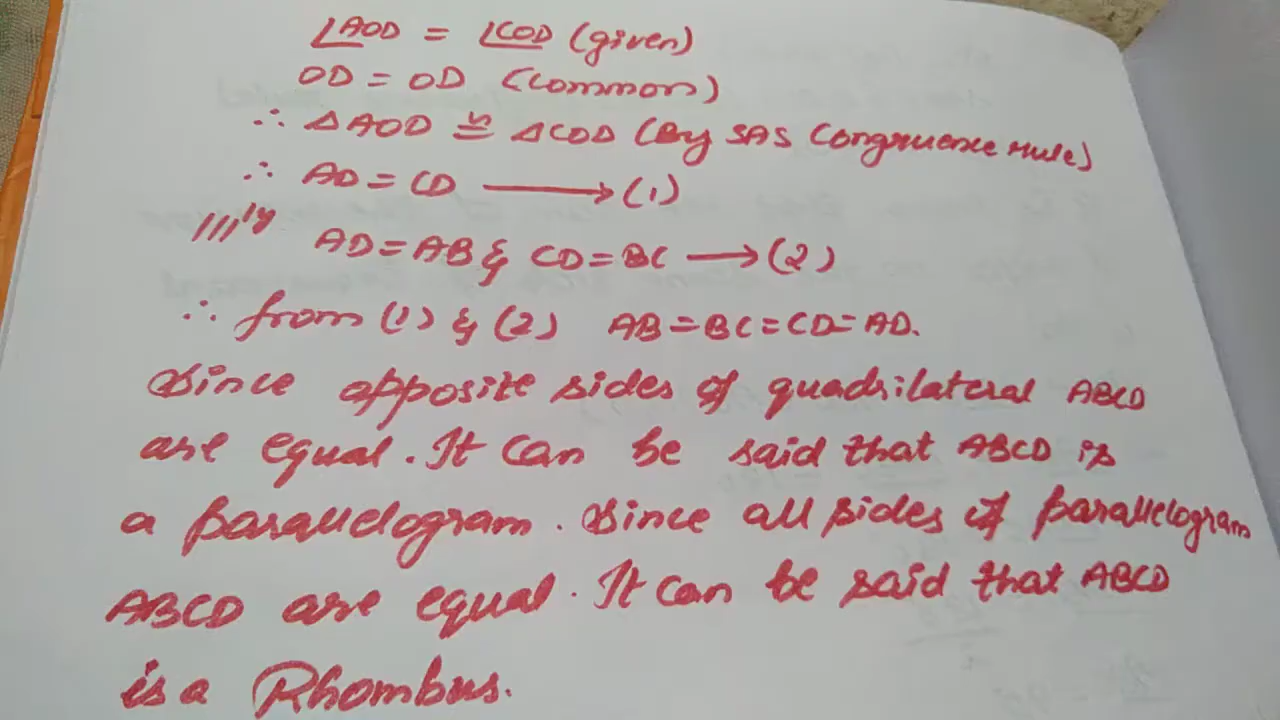 ∠AOD = ∠COD (given)
OD = OD (common)
∴ ΔAOD ≅ ΔCOD (By SAS Congruence rule)
∴ AD = CD ⟶ (1)
|||ly AD = AB & CD = BC ⟶ (2)
∴ from (1) & (2) AB = BC = CD = AD.
Since opposite sides of quadrilateral ABCD
are equal. It can be said that ABCD is
a parallelogram. Since all sides of parallelogram
ABCD are equal. It can be said that ABCD
is a Rhombus.